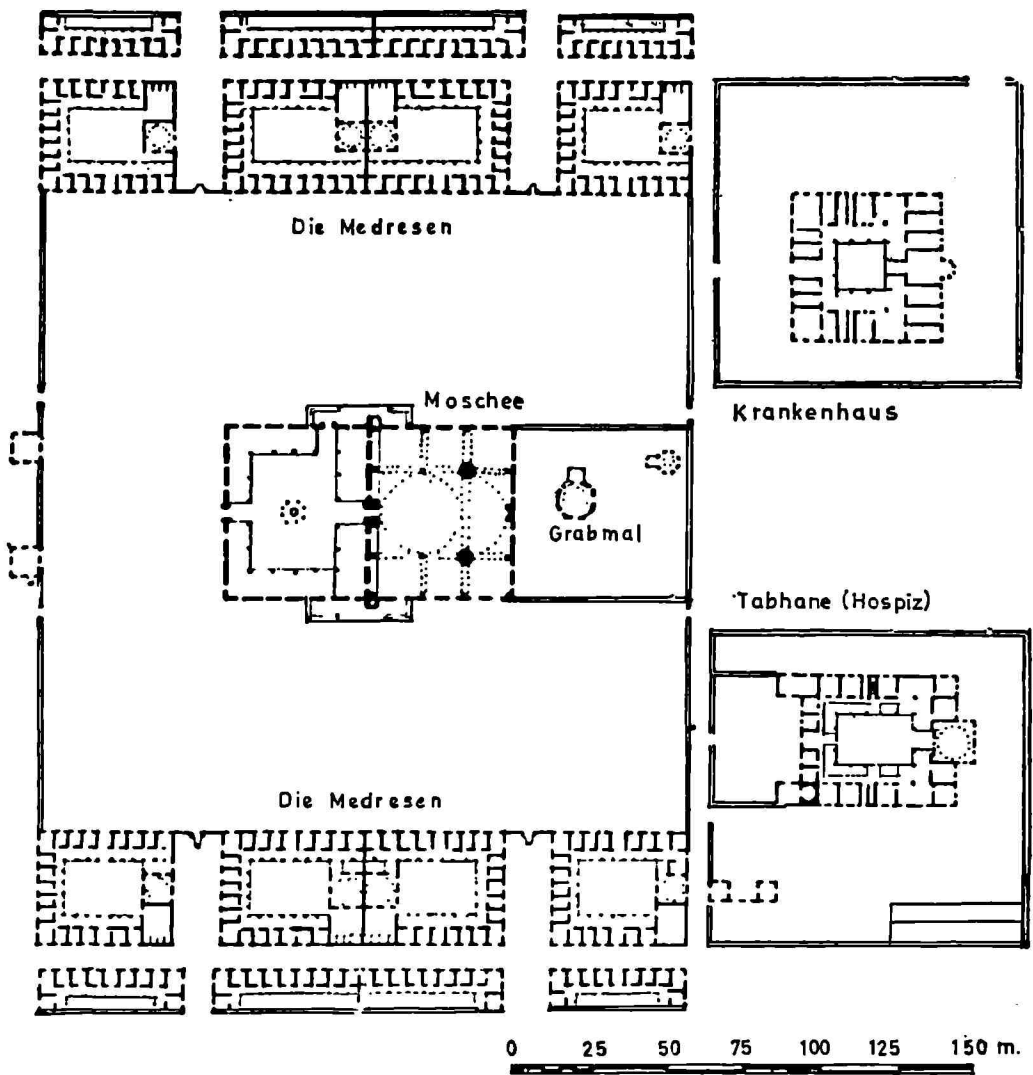 Die Medresen
Moschee
Krankenhaus
Grabmal
Tabhane (Hospiz)
Die Medresen
0 25 50 75 100 125 150 m.